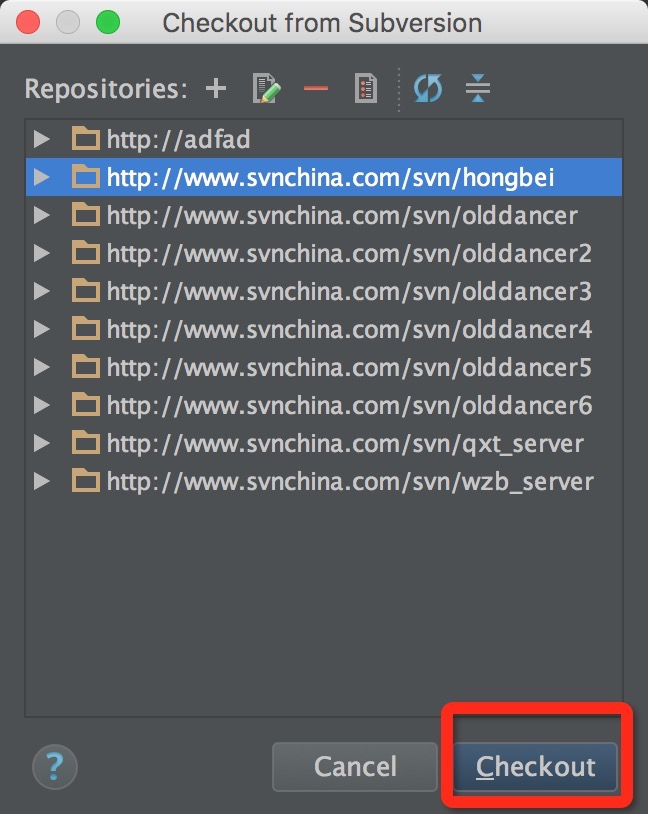 Checkout from Subversion
Repositories:
http://adfad
http://www.svnchina.com/svn/hongbei
http://www.svnchina.com/svn/olddancer
http://www.svnchina.com/svn/olddancer2
http://www.svnchina.com/svn/olddancer3
http://www.svnchina.com/svn/olddancer4
http://www.svnchina.com/svn/olddancer5
http://www.svnchina.com/svn/olddancer6
http://www.svnchina.com/svn/qxt_server
http://www.svnchina.com/svn/wzb_server
? Cancel Checkout